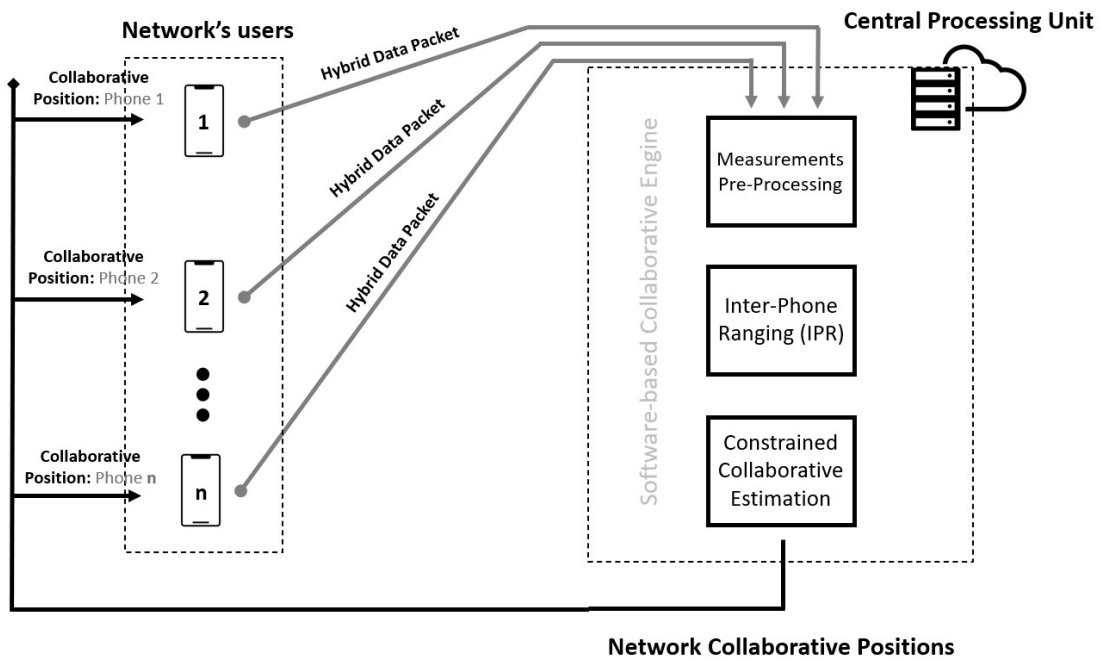 Network's users
Central Processing Unit
Collaborative
Position: Phone 1
1
Hybrid Data Packet
Hybrid Data Packet
Hybrid Data Packet
Collaborative
Position: Phone 2
2
Collaborative
Position: Phone n
n
Software-based Collaborative Engine
Measurements
Pre-Processing
Inter-Phone
Ranging (IPR)
Constrained
Collaborative
Estimation
Network Collaborative Positions